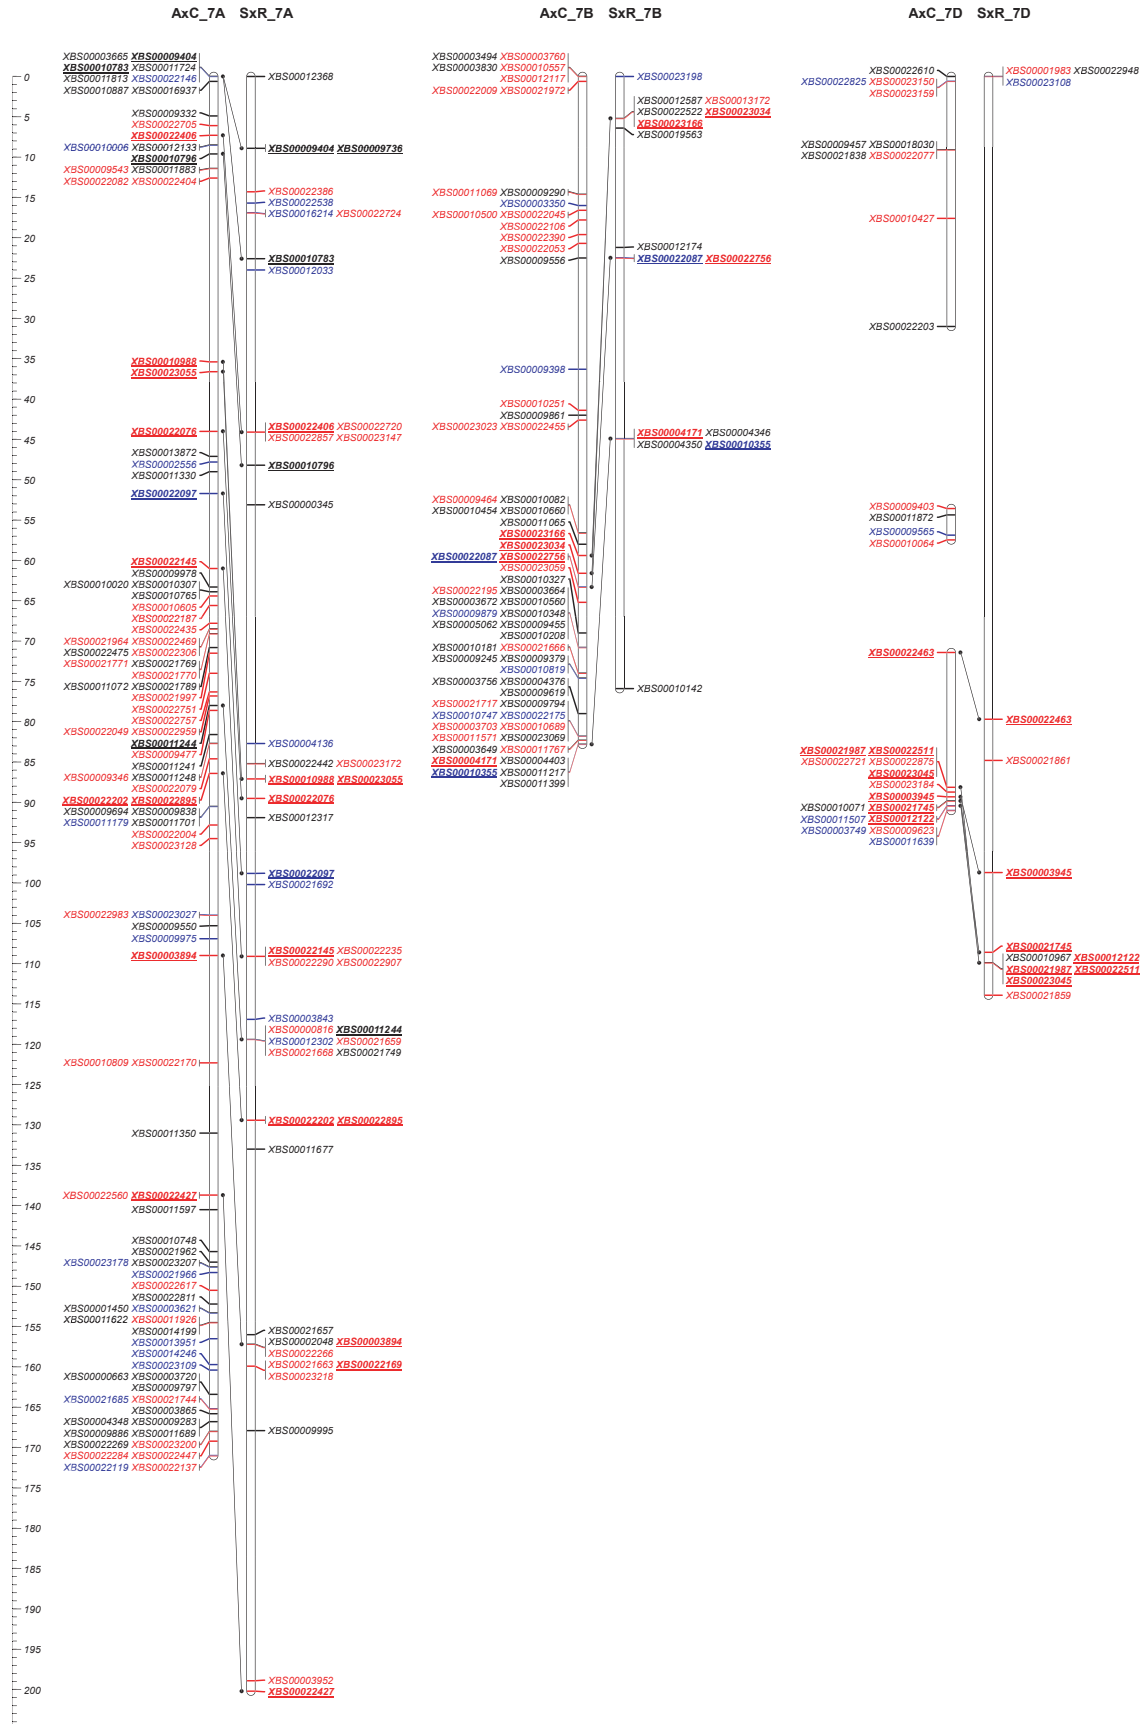 AxC_7A SxR_7A
XBS00003665 XBS00009404
XBS00010783 XBS00011724
XBS00011813 XBS00022146
XBS00010887 XBS00016937
XBS00009332
XBS00022705
XBS00022406
XBS00010006 XBS00012133
XBS00010796
XBS00009543 XBS00011883
XBS00022082 XBS00022404
XBS00010988
XBS00023055
XBS00022076
XBS00013872
XBS00002556
XBS00011330
XBS00022097
XBS00022145
XBS00009978
XBS00010020 XBS00010307
XBS00010765
XBS00010605
XBS00022187
XBS00022435
XBS00021964 XBS00022469
XBS00022475 XBS00022306
XBS00021771 XBS00021769
XBS00021770
XBS00011072 XBS00021789
XBS00021997
XBS00022751
XBS00022757
XBS00022049 XBS00022959
XBS00011244
XBS00009477
XBS00011241
XBS00009346 XBS00011248
XBS00022079
XBS00022202 XBS00022895
XBS00009694 XBS00009838
XBS00011179 XBS00011701
XBS00022004
XBS00023128
XBS00022983 XBS00023027
XBS00009550
XBS00009975
XBS00003894
XBS00010809 XBS00022170
XBS00011350
XBS00022560 XBS00022427
XBS00011597
XBS00010748
XBS00021962
XBS00023178 XBS00023207
XBS00021966
XBS00022617
XBS00022811
XBS00001450 XBS00003621
XBS00011622 XBS00011926
XBS00014199
XBS00013951
XBS00014246
XBS00023109
XBS00000663 XBS00003720
XBS00009797
XBS00021685 XBS00021744
XBS00003865
XBS00004348 XBS00009283
XBS00009886 XBS00011689
XBS00022269 XBS00023200
XBS00022284 XBS00022447
XBS00022119 XBS00022137
XBS00012368
XBS00009404 XBS00009736
XBS00022386
XBS00022538
XBS00016214 XBS00022724
XBS00010783
XBS00012033
XBS00022406 XBS00022720
XBS00022857 XBS00023147
XBS00010796
XBS00000345
XBS00004136
XBS00022442 XBS00023172
XBS00010988 XBS00023055
XBS00022076
XBS00012317
XBS00022097
XBS00021692
XBS00022145 XBS00022235
XBS00022290 XBS00022907
XBS00003843
XBS00000816 XBS00011244
XBS00012302 XBS00021659
XBS00021668 XBS00021749
XBS00022202 XBS00022895
XBS00011677
XBS00021657
XBS00002048 XBS00003894
XBS00022266
XBS00021663 XBS00022169
XBS00023218
XBS00009995
XBS00003952
XBS00022427
AxC_7B SxR_7B
XBS00003494 XBS00003760
XBS00003830 XBS00010557
XBS00012117
XBS00022009 XBS00021972
XBS00011069 XBS00009290
XBS00003350
XBS00010500 XBS00022045
XBS00022106
XBS00022390
XBS00022053
XBS00009556
XBS00009398
XBS00010251
XBS00009861
XBS00023023 XBS00022455
XBS00009464 XBS00010082
XBS00010454 XBS00010660
XBS00011065
XBS00023166
XBS00023034
XBS00022087 XBS00022756
XBS00023059
XBS00010327
XBS00022195 XBS00003664
XBS00003672 XBS00010560
XBS00009879 XBS00010348
XBS00005062 XBS00009455
XBS00010208
XBS00010181 XBS00021666
XBS00009245 XBS00009379
XBS00010819
XBS00003756 XBS00004376
XBS00009619
XBS00021717 XBS00009794
XBS00010747 XBS00022175
XBS00003703 XBS00010689
XBS00011571 XBS00023069
XBS00003649 XBS00011767
XBS00004171 XBS00004403
XBS00010355 XBS00011217
XBS00011399
XBS00023198
XBS00012587 XBS00013172
XBS00022522 XBS00023034
XBS00023166
XBS00019563
XBS00012174
XBS00022087 XBS00022756
XBS00004171 XBS00004346
XBS00004350 XBS00010355
XBS00010142
AxC_7D SxR_7D
XBS00022610
XBS00022825 XBS00023150
XBS00023159
XBS00009457 XBS00018030
XBS00021838 XBS00022077
XBS00010427
XBS00022203
XBS00009403
XBS00011872
XBS00009565
XBS00010064
XBS00022463
XBS00021987 XBS00022511
XBS00022721 XBS00022875
XBS00023045
XBS00023184
XBS00003945
XBS00010071 XBS00021745
XBS00011507 XBS00012122
XBS00003749 XBS00009623
XBS00011639
XBS00001983 XBS00022948
XBS00023108
XBS00022463
XBS00021861
XBS00003945
XBS00021745
XBS00010967 XBS00012122
XBS00021987 XBS00022511
XBS00023045
XBS00021859
0
5
10
15
20
25
30
35
40
45
50
55
60
65
70
75
80
85
90
95
100
105
110
115
120
125
130
135
140
145
150
155
160
165
170
175
180
185
190
195
200